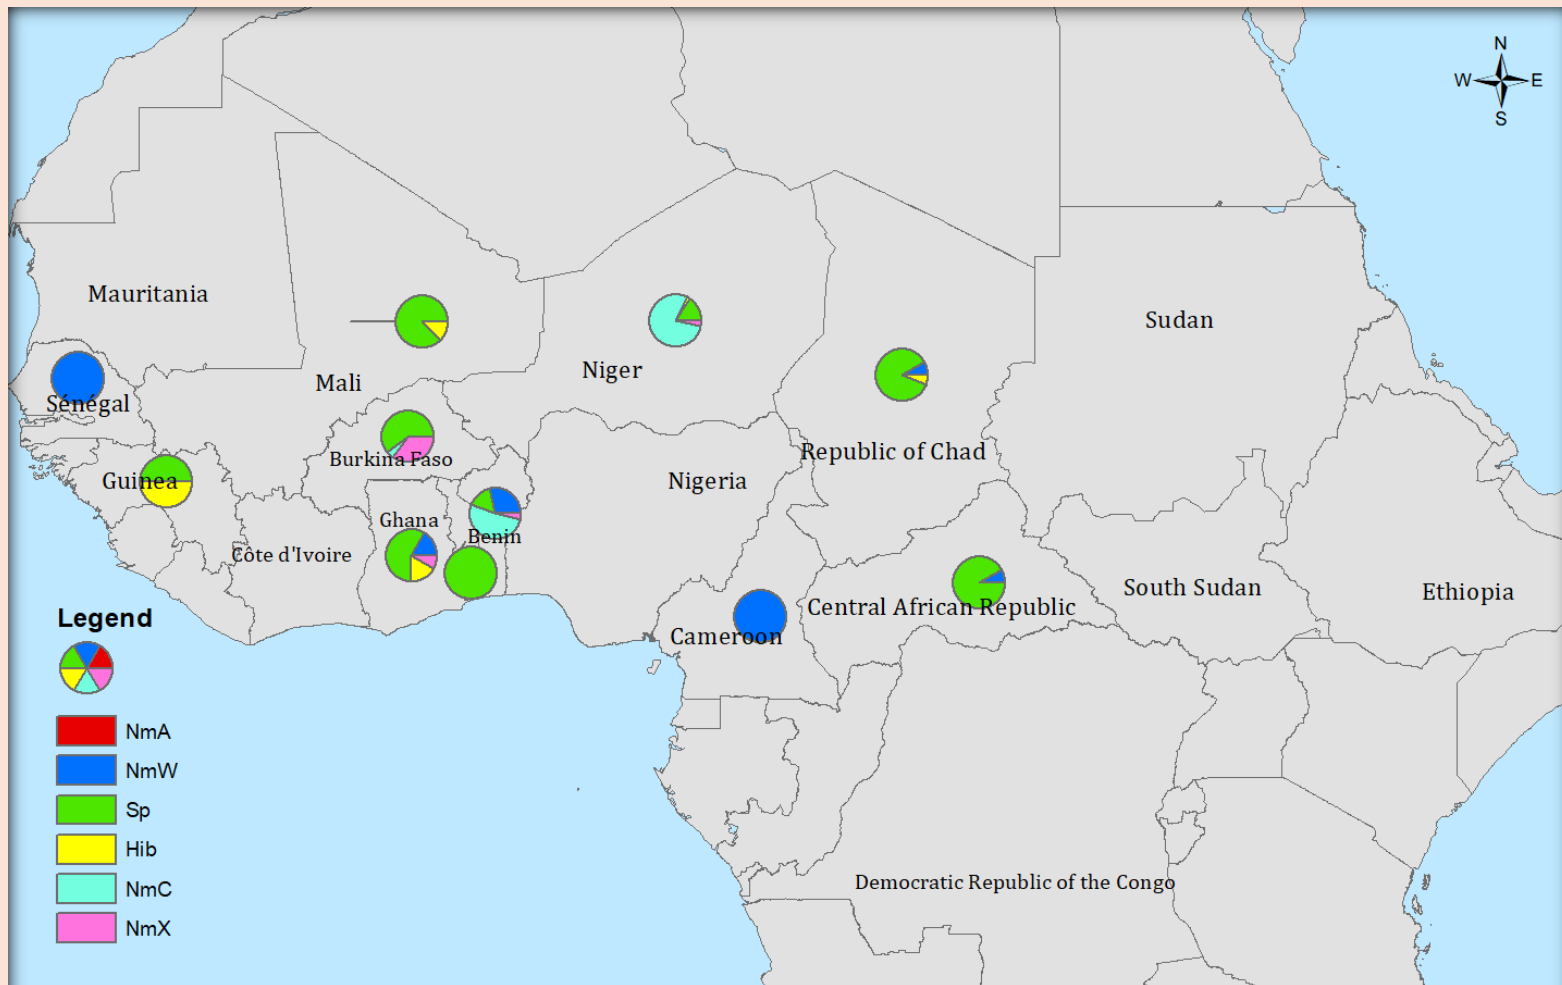 N
W E
S
Mauritania
Sudan
Niger
Mali
Sénégal
Republic of Chad
Burkina Faso
Guinea
Nigeria
Ghana
Benin
Côte d'Ivoire
South Sudan
Ethiopia
Central African Republic
Cameroon
Legend
NmA
NmW
Sp
Hib
NmC
NmX
Democratic Republic of the Congo